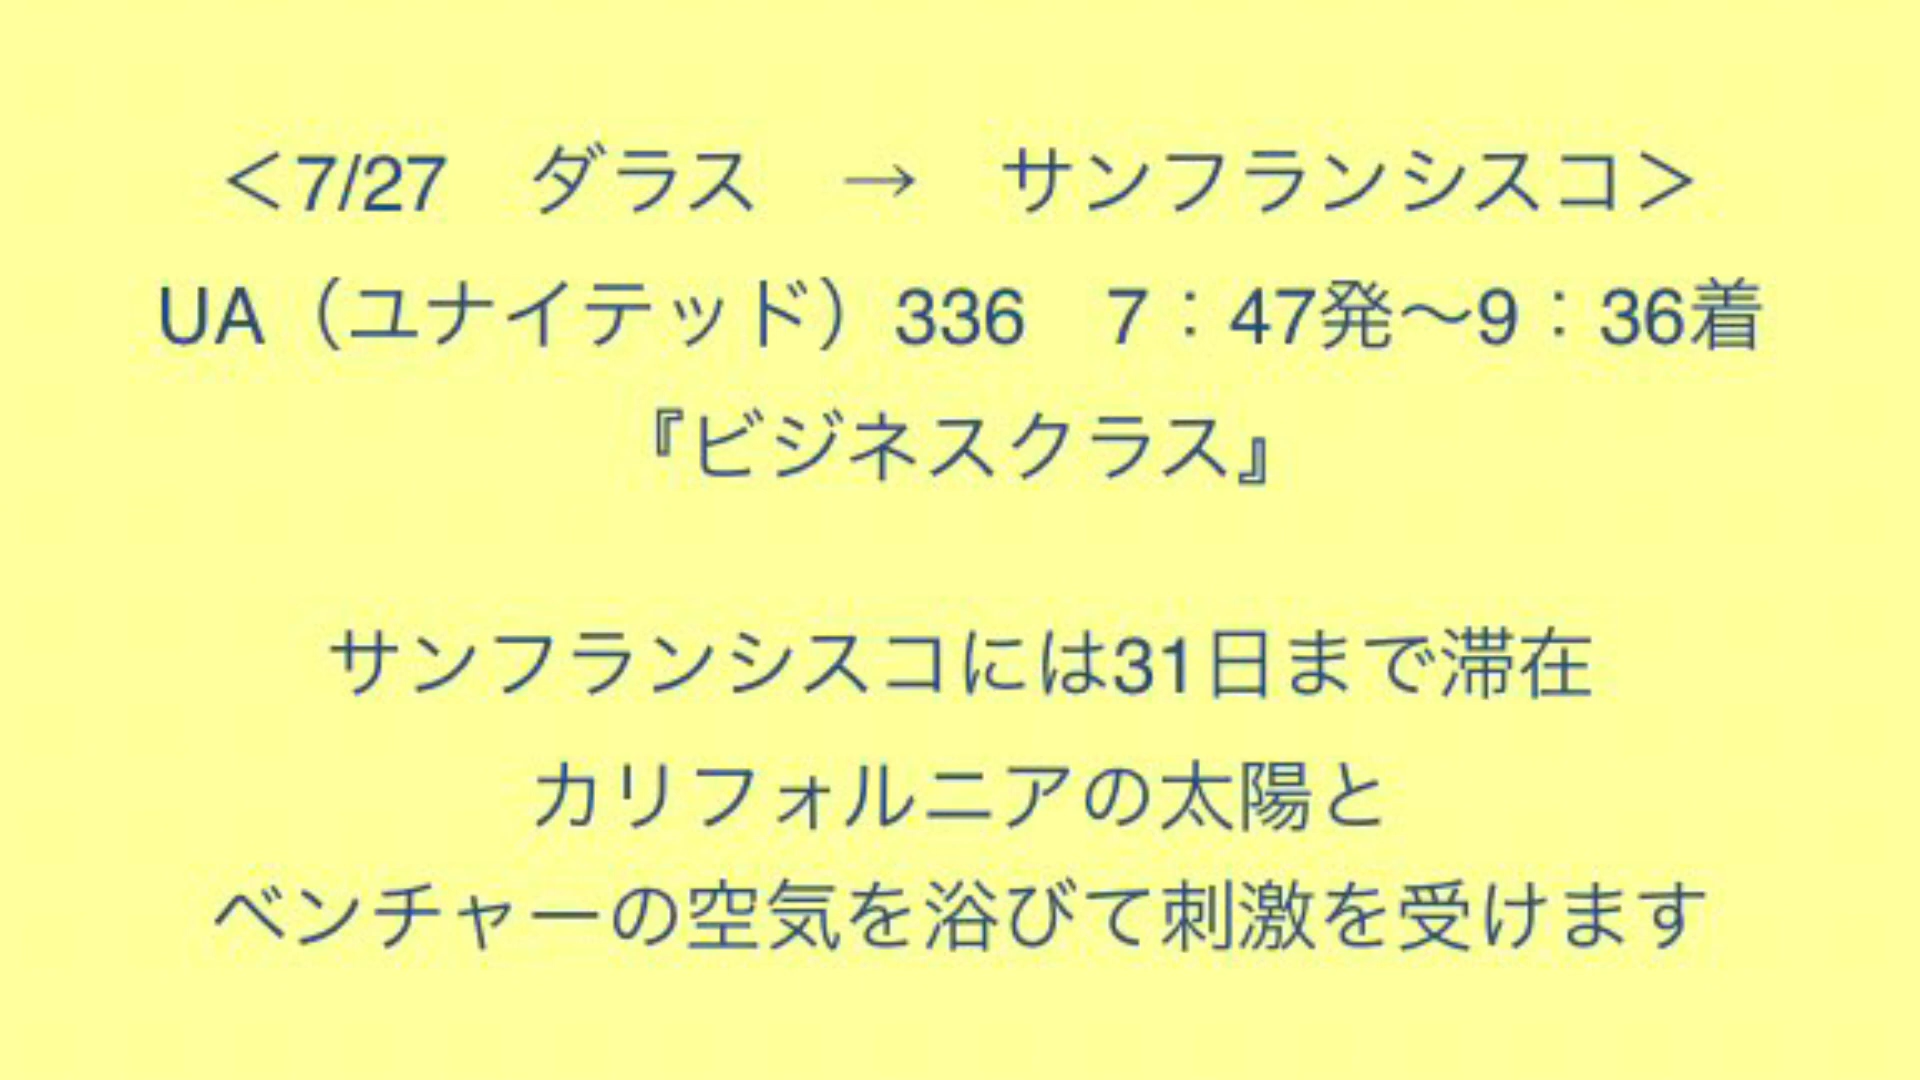 ＜7/27　ダラス　→　サンフランシスコ＞
UA（ユナイテッド）336　7：47発～9：36着
『ビジネスクラス』
サンフランシスコには31日まで滞在
カリフォルニアの太陽と
ベンチャーの空気を浴びて刺激を受けます